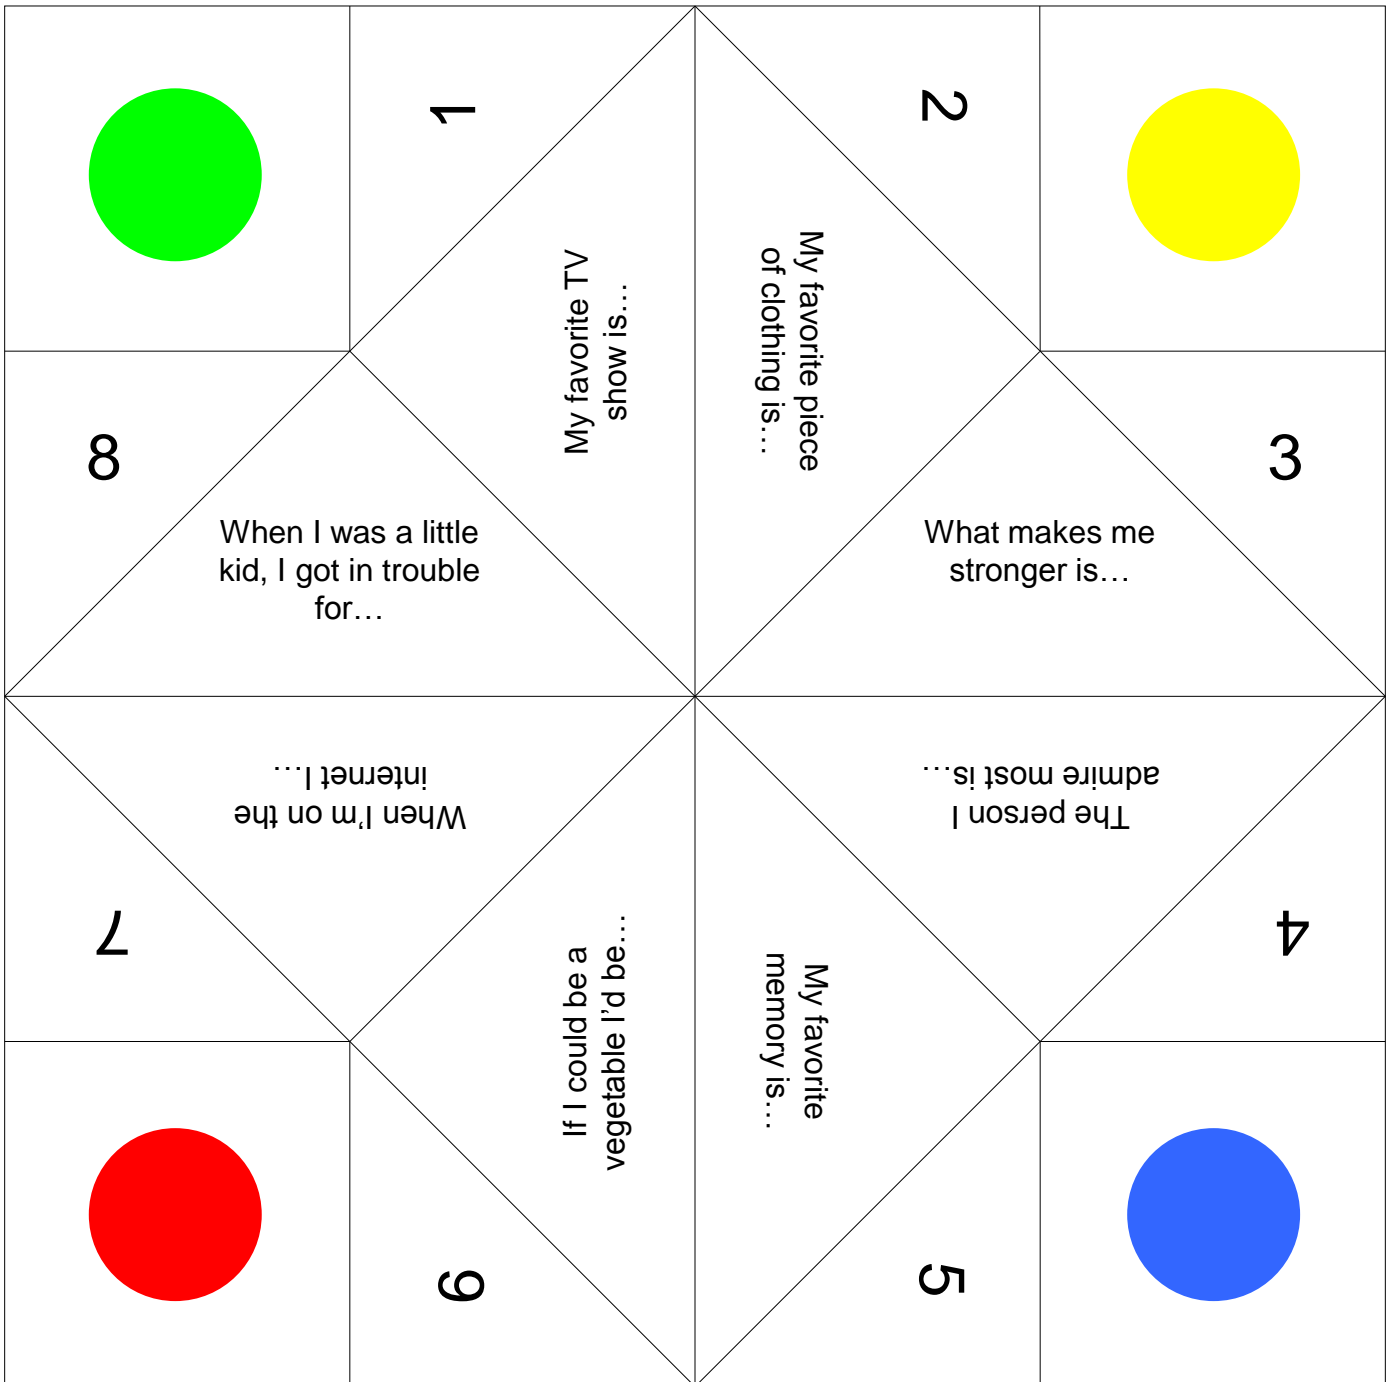 1
2
My favorite TV
show is…
My favorite piece
of clothing is…
8
3
When I was a little
kid, I got in trouble
for…
What makes me
stronger is…
When I’m on the
internet I…
The person I
admire most is…
7
4
If I could be a
vegetable I’d be…
My favorite
memory is…
6
5